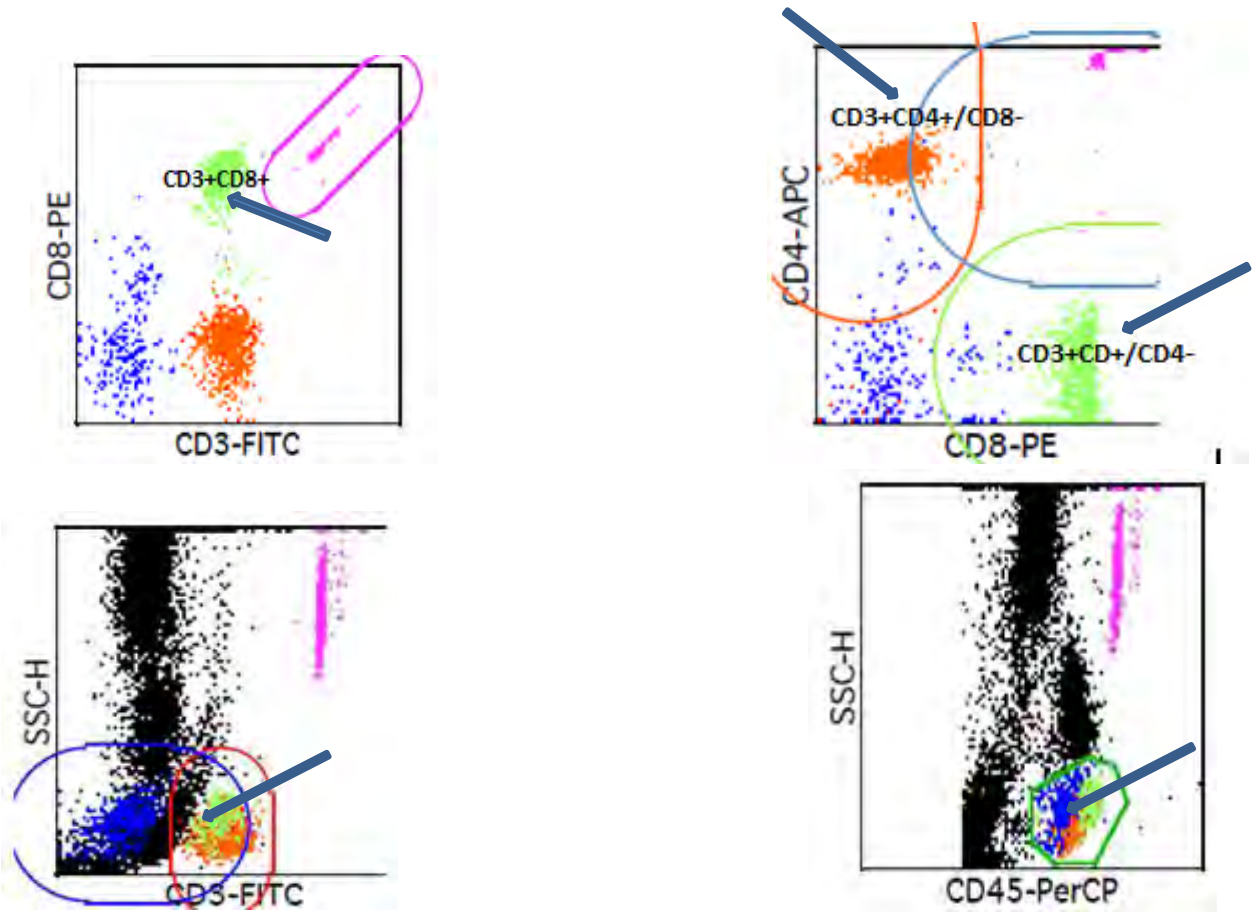 CD8-PE
CD3+CD8+
CD3-FITC
CD4-APC
CD3+CD4+/CD8-
CD3+CD+/CD4-
CD8-PE
SSC-H
CD3-FITC
SSC-H
CD45-PerCP